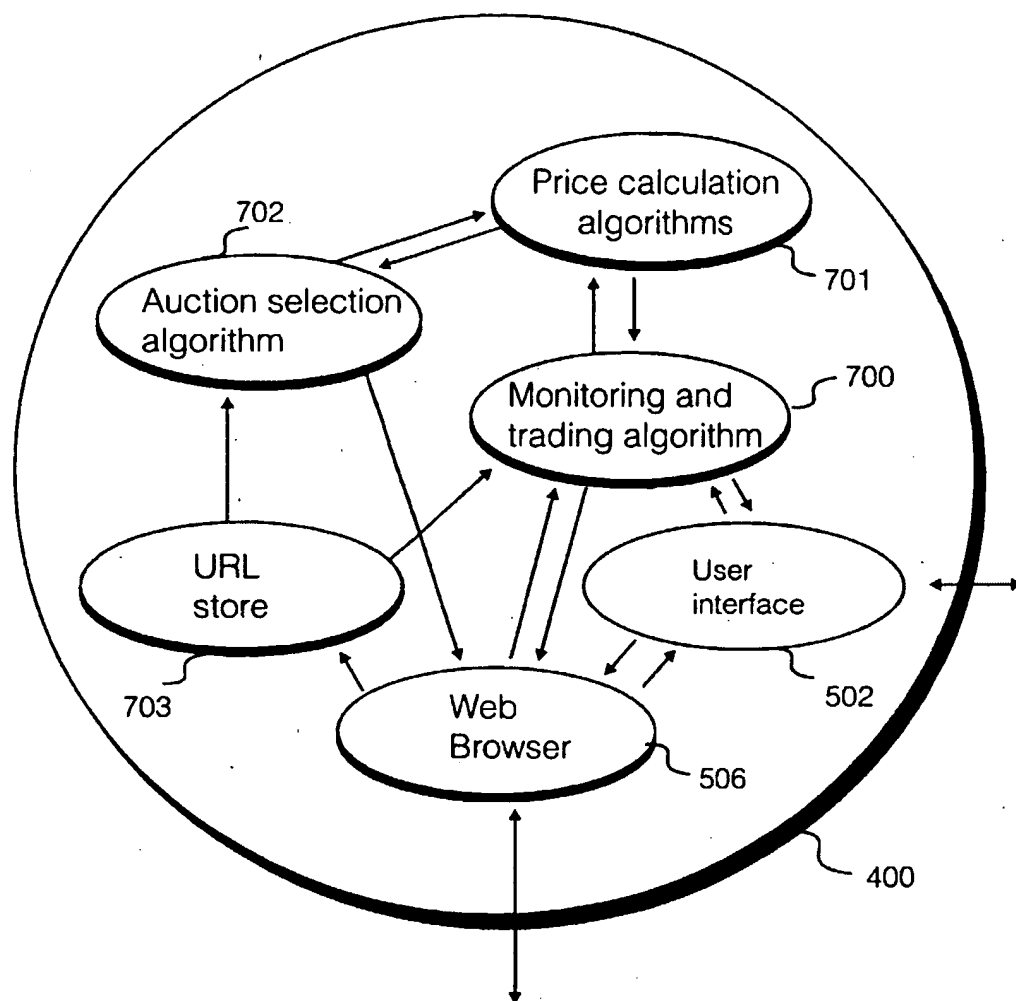 Price calculation
algorithms
701
702
Auction selection
algorithm
700
Monitoring and
trading algorithm
URL
store
703
User
interface
502
Web
Browser
506
400